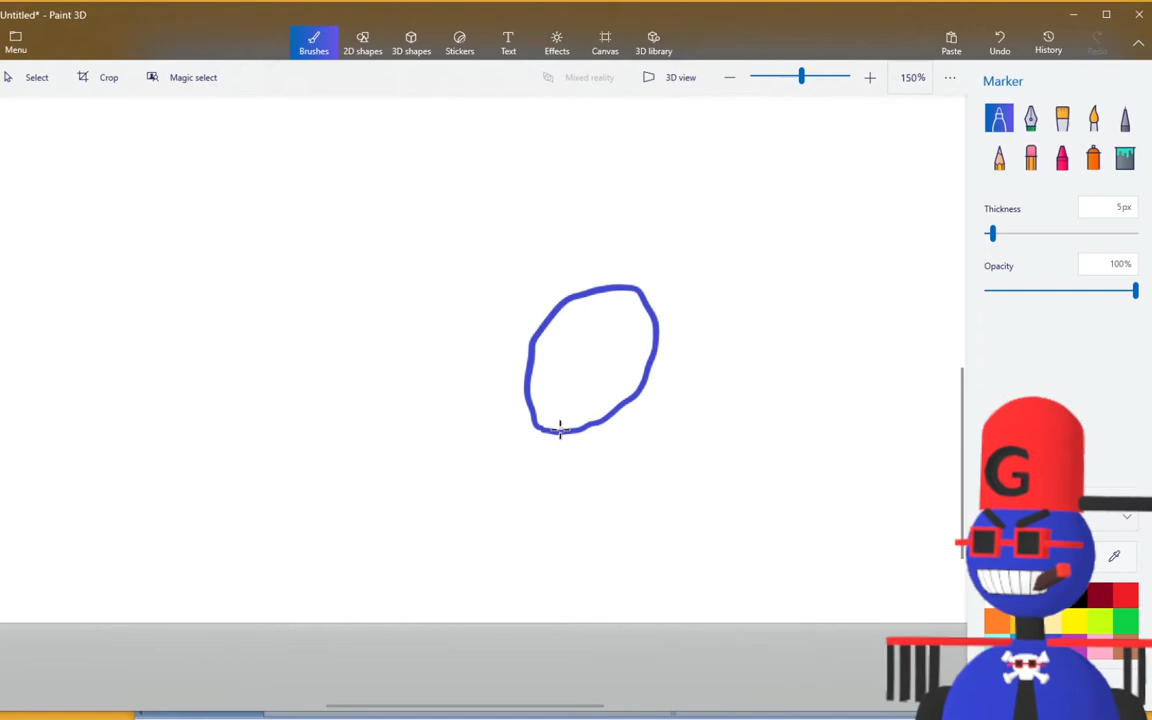 Untitled* - Paint 3D
Menu
Brushes
2D shapes
3D shapes
Stickers
Text
Effects
Canvas
3D library
Paste
Undo
History
Redo
Select
Crop
Magic select
Mixed reality
3D view
150%
Marker
Thickness
5px
Opacity
100%
G